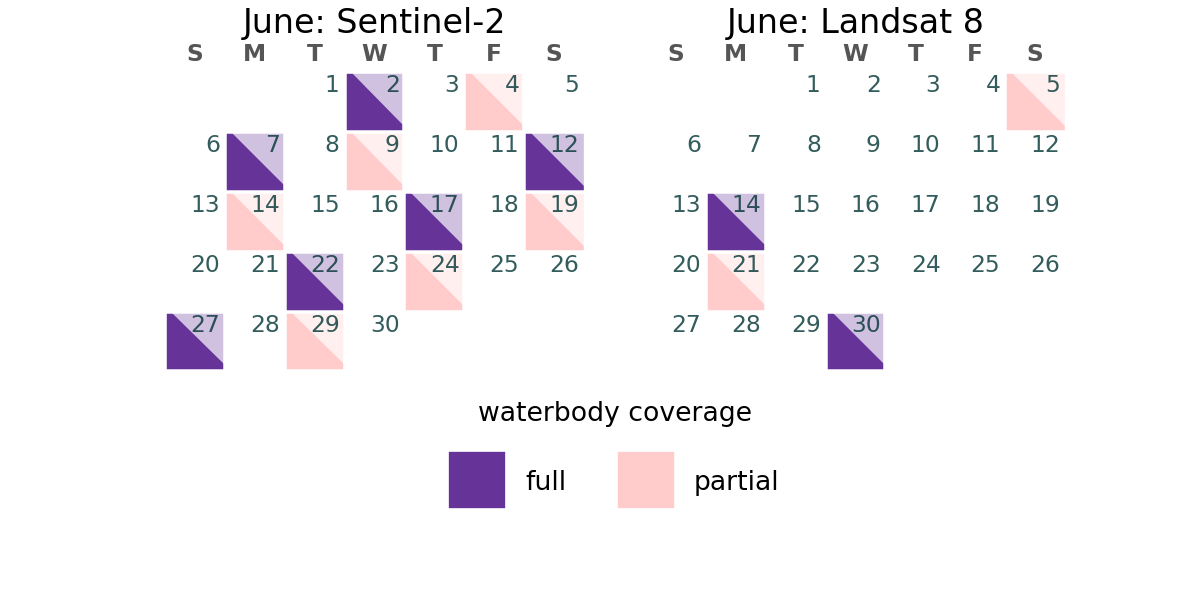 June: Sentinel-2
S M T W T F S
1 2 3 4 5
6 7 8 9 10 11 12
13 14 15 16 17 18 19
20 21 22 23 24 25 26
27 28 29 30
June: Landsat 8
S M T W T F S
1 2 3 4 5
6 7 8 9 10 11 12
13 14 15 16 17 18 19
20 21 22 23 24 25 26
27 28 29 30
waterbody coverage
full
partial